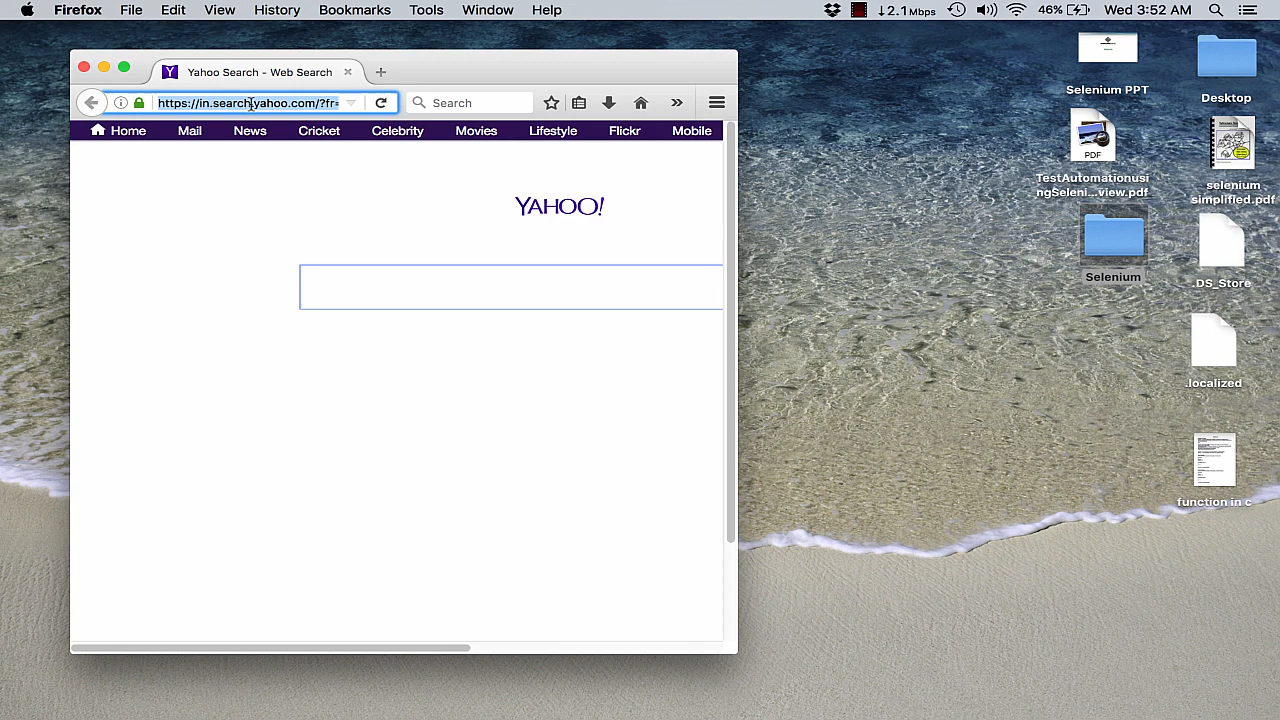 Firefox File Edit View History Bookmarks Tools Window Help 2.1Mbps 46% Wed 3:52 AM
Yahoo Search - Web Search
https://in.search.yahoo.com/?fr= Search
Home Mail News Cricket Celebrity Movies Lifestyle Flickr Mobile
YAHOO!
Selenium PPT
Desktop
PDF
TestAutomationusi
ngSeleni...view.pdf
selenium
simplified.pdf
Selenium
.DS_Store
.localized
function in c